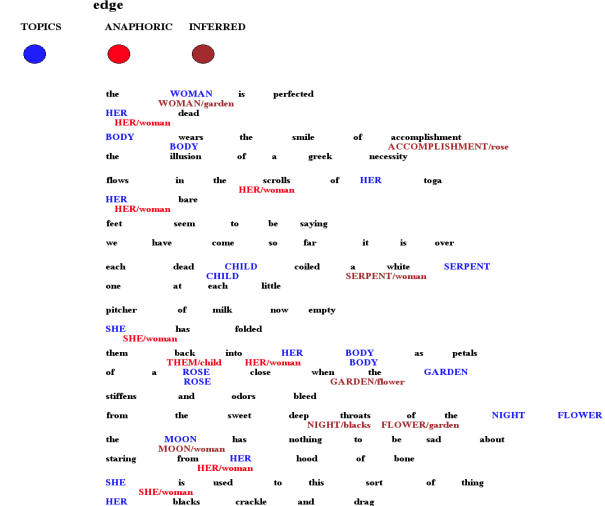 edge
TOPICS ANAPHORIC INFERRED
the WOMAN is perfected
WOMAN/garden
HER dead
HER/woman
BODY wears the smile of accomplishment
BODY ACCOMPLISHMENT/rose
the illusion of a greek necessity
flows in the scrolls of HER toga
HER/woman
HER bare
HER/woman
feet seem to be saying
we have come so far it is over
each dead CHILD coiled a white SERPENT
CHILD SERPENT/woman
one at each little
pitcher of milk now empty
SHE has folded
SHE/woman
them back into HER BODY as petals
THEM/child HER/woman BODY
of a ROSE close when the GARDEN
ROSE GARDEN/flower
stiffens and odors bleed
from the sweet deep throats of the NIGHT FLOWER
NIGHT/blacks FLOWER/garden
the MOON has nothing to be sad about
MOON/woman
staring from HER hood of bone
HER/woman
SHE is used to this sort of thing
SHE/woman
HER blacks crackle and drag